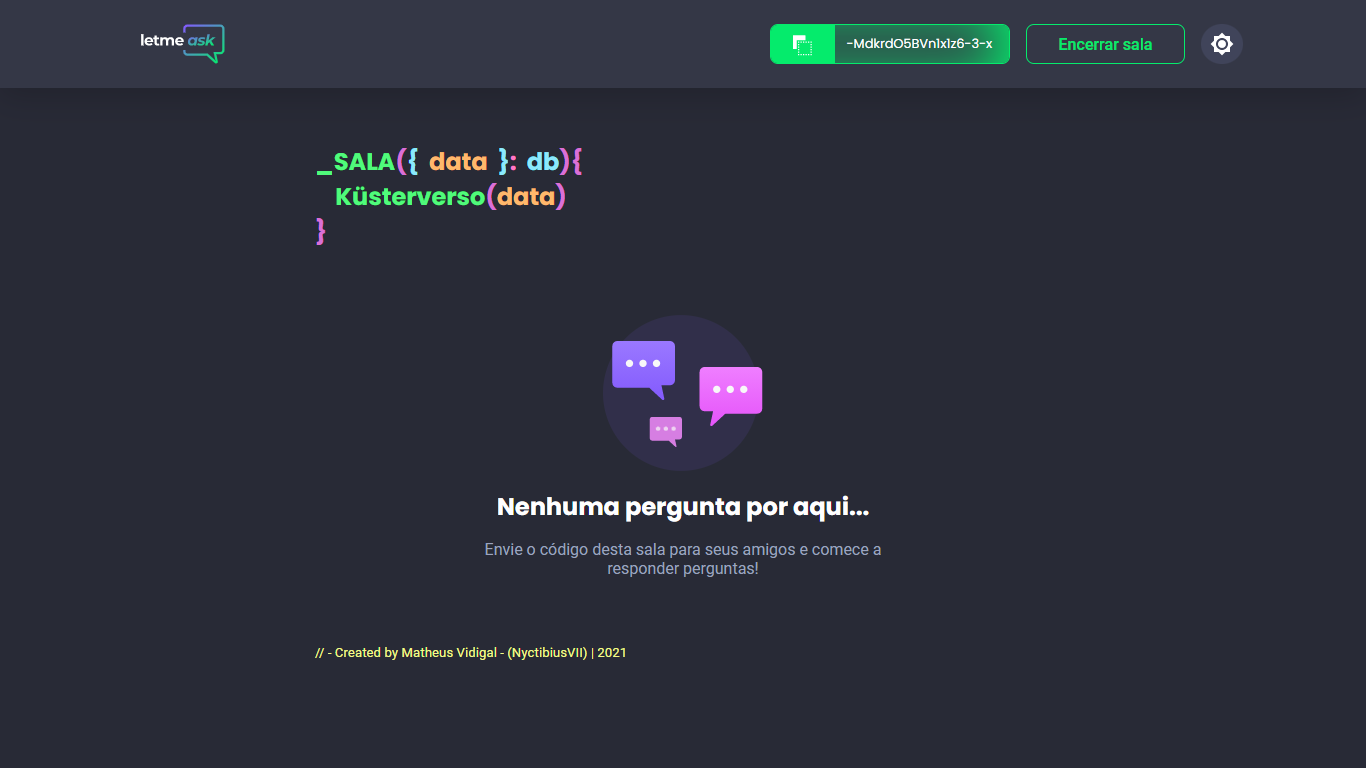 letmeask
-MdkrdO5BVn1x1z6-3-x
Encerrar sala
_SALA({ data }: db){
Küsterverso(data)
}
Nenhuma pergunta por aqui...
Envie o código desta sala para seus amigos e comece a
responder perguntas!
// - Created by Matheus Vidigal - (NyctibiusVII) | 2021